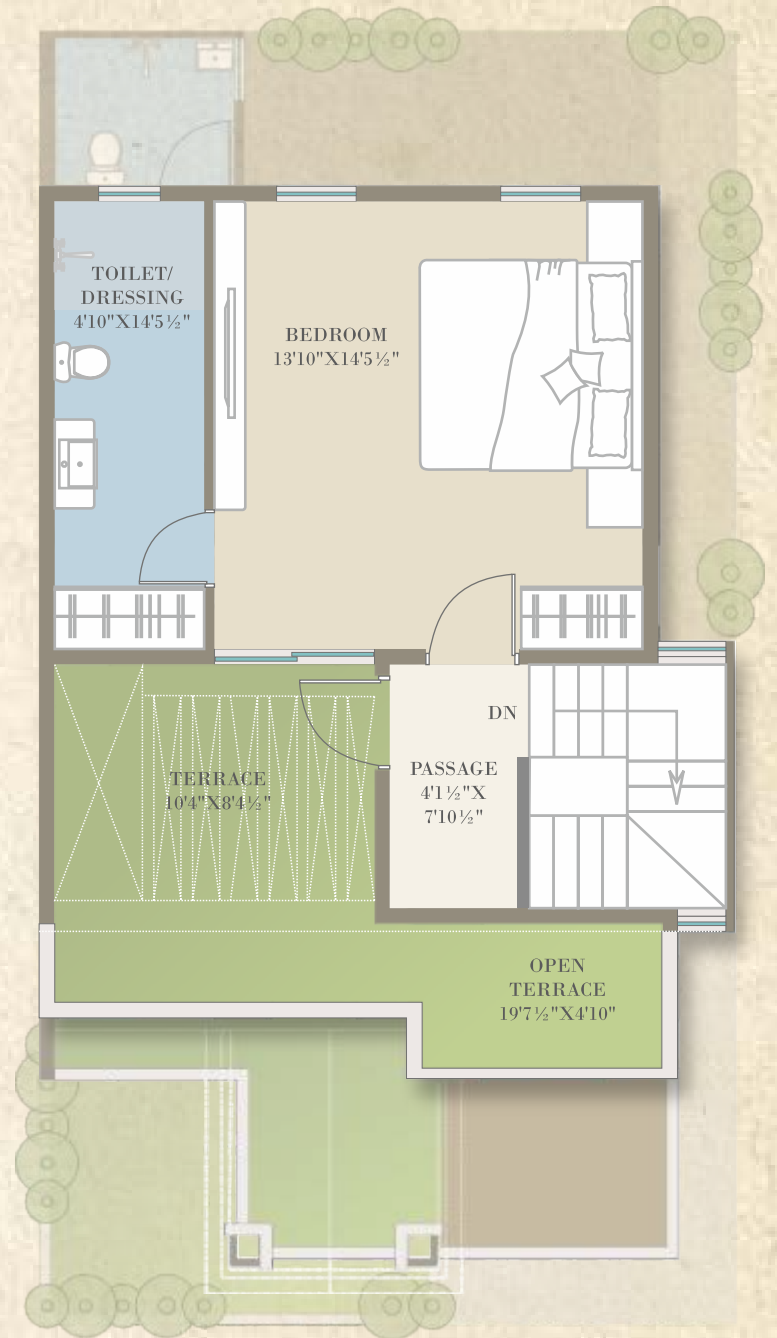 TOILET/
DRESSING
4'10"X14'5½"
BEDROOM
13'10"X14'5½"
DN
PASSAGE
4'1½"X
7'10½"
TERRACE
10'4"X8'4½"
OPEN
TERRACE
19'7½"X4'10"